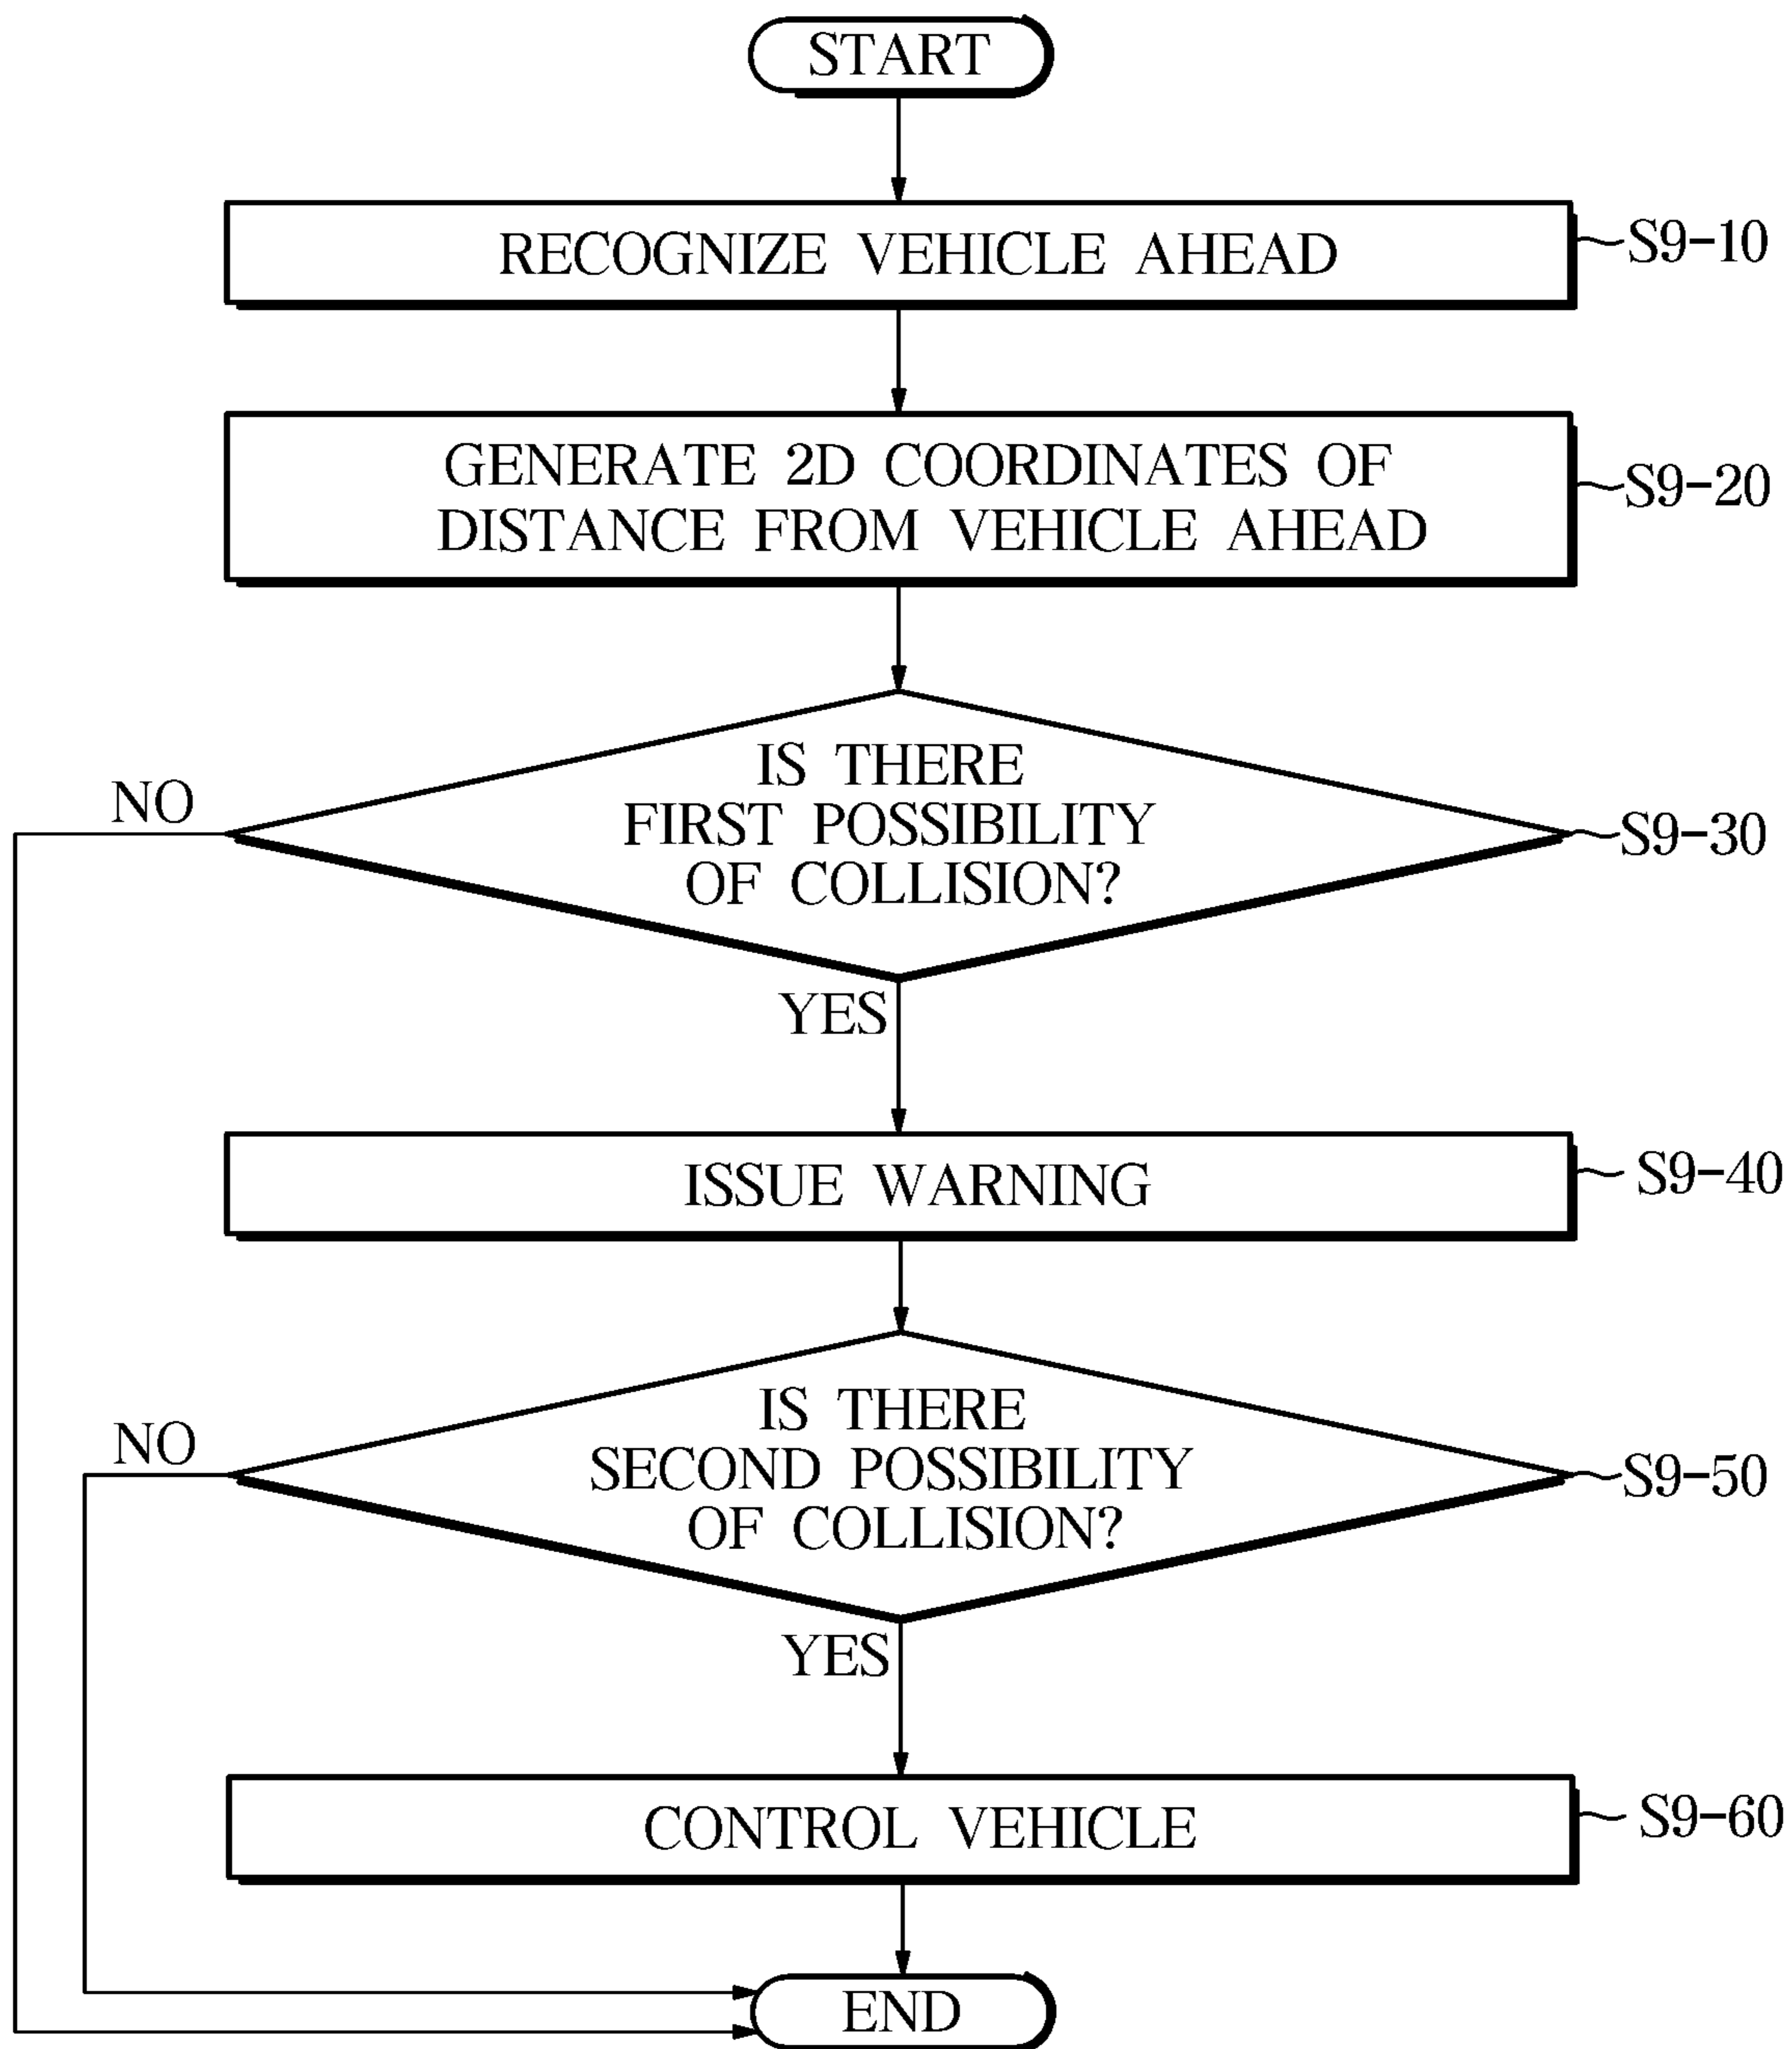 START
RECOGNIZE VEHICLE AHEAD
S9-10
GENERATE 2D COORDINATES OF
DISTANCE FROM VEHICLE AHEAD
S9-20
IS THERE
FIRST POSSIBILITY
OF COLLISION?
NO
S9-30
YES
ISSUE WARNING
S9-40
IS THERE
SECOND POSSIBILITY
OF COLLISION?
NO
S9-50
YES
CONTROL VEHICLE
S9-60
END